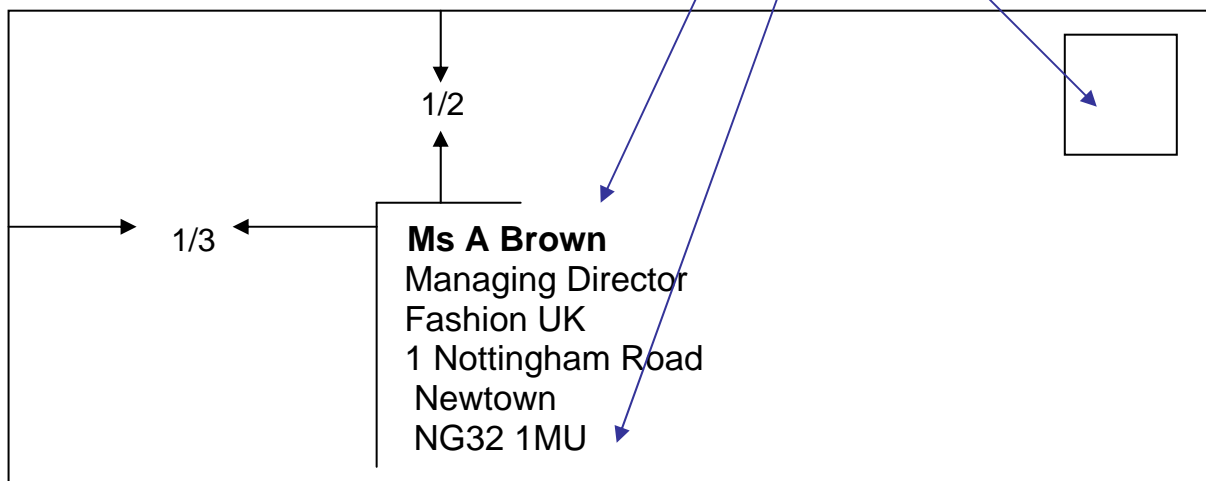 1/2
1/3
Ms A Brown
Managing Director
Fashion UK
1 Nottingham Road
Newtown
NG32 1MU